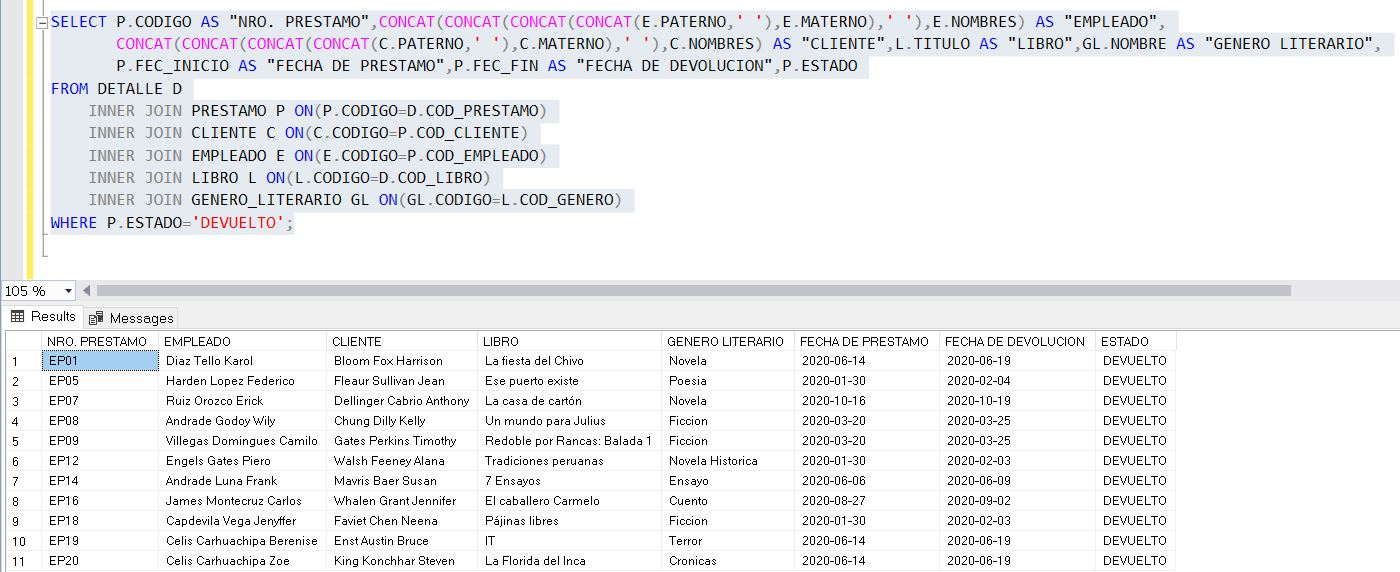 SELECT P.CODIGO AS "NRO. PRESTAMO",CONCAT(CONCAT(CONCAT(CONCAT(E.PATERNO,' '),E.MATERNO),' '),E.NOMBRES) AS "EMPLEADO",
CONCAT(CONCAT(CONCAT(CONCAT(C.PATERNO,' '),C.MATERNO),' '),C.NOMBRES) AS "CLIENTE",L.TITULO AS "LIBRO",GL.NOMBRE AS "GENERO LITERARIO",
P.FEC_INICIO AS "FECHA DE PRESTAMO",P.FEC_FIN AS "FECHA DE DEVOLUCION",P.ESTADO
FROM DETALLE D
INNER JOIN PRESTAMO P ON(P.CODIGO=D.COD_PRESTAMO)
INNER JOIN CLIENTE C ON(C.CODIGO=P.COD_CLIENTE)
INNER JOIN EMPLEADO E ON(E.CODIGO=P.COD_EMPLEADO)
INNER JOIN LIBRO L ON(L.CODIGO=D.COD_LIBRO)
INNER JOIN GENERO_LITERARIO GL ON(GL.CODIGO=L.COD_GENERO)
WHERE P.ESTADO='DEVUELTO';
105 %
Results Messages
NRO. PRESTAMO EMPLEADO CLIENTE LIBRO GENERO LITERARIO FECHA DE PRESTAMO FECHA DE DEVOLUCION ESTADO
1 EP01 Diaz Tello Karol Bloom Fox Harrison La fiesta del Chivo Novela 2020-06-14 2020-06-19 DEVUELTO
2 EP05 Harden Lopez Federico Fleaur Sullivan Jean Ese puerto existe Poesia 2020-01-30 2020-02-04 DEVUELTO
3 EP07 Ruiz Orozco Erick Dellinger Cabrio Anthony La casa de cartón Novela 2020-10-16 2020-10-19 DEVUELTO
4 EP08 Andrade Godoy Wily Chung Dilly Kelly Un mundo para Julius Ficcion 2020-03-20 2020-03-25 DEVUELTO
5 EP09 Villegas Domingues Camilo Gates Perkins Timothy Redoble por Rancas: Balada 1 Ficcion 2020-03-20 2020-03-25 DEVUELTO
6 EP12 Engels Gates Piero Walsh Feeney Alana Tradiciones peruanas Novela Historica 2020-01-30 2020-02-03 DEVUELTO
7 EP14 Andrade Luna Frank Mavris Baer Susan 7 Ensayos Ensayo 2020-06-06 2020-06-09 DEVUELTO
8 EP16 James Montecruz Carlos Whalen Grant Jennifer El caballero Carmelo Cuento 2020-08-27 2020-09-02 DEVUELTO
9 EP18 Capdevila Vega Jenyffer Faviet Chen Neena Pájinas libres Ficcion 2020-01-30 2020-02-03 DEVUELTO
10 EP19 Celis Carhuachipa Berenise Enst Austin Bruce IT Terror 2020-06-14 2020-06-19 DEVUELTO
11 EP20 Celis Carhuachipa Zoe King Konchhar Steven La Florida del Inca Cronicas 2020-06-14 2020-06-19 DEVUELTO